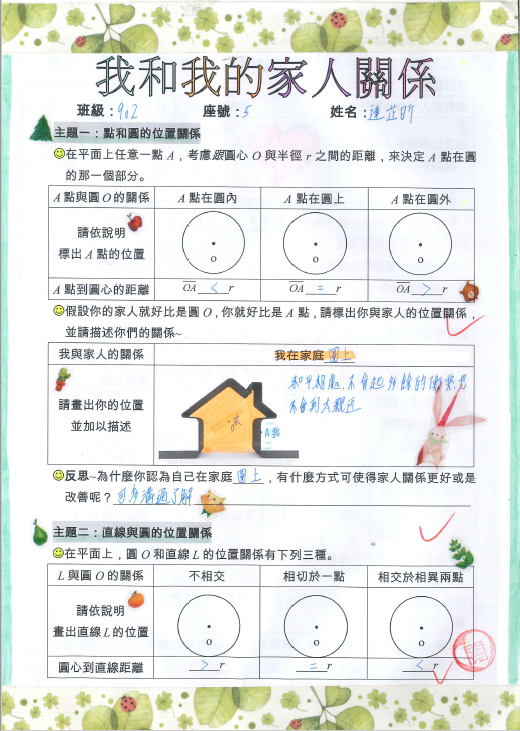 我和我的家人關係
班級：902 座號：5 姓名：
主題一：點和圓的位置關係
在平面上任意一點 A，考慮跟圓心 O 與半徑 r 之間的距離，來決定 A 點在圓
的那一個部分。
A 點與圓 O 的關係 A 點在圓內 A 點在圓上 A 點在圓外
請依說明
標出 A 點的位置
O O O
A 點到圓心的距離 OA < r OA = r OA > r
假設你的家人就好比是圓 O，你就好比是 A 點，請標出你與家人的位置關係，
並請描述你們的關係~
我與家人的關係 我在家庭圓上
請畫出你的位置
並加以描述
和平相處,不會起多餘的衝突,也
不會到太親近
A 我
反思~為什麼你認為自己在家庭 圓上 ，有什麼方式可使得家人關係更好或是
改善呢？可多溝通了解
主題二：直線與圓的位置關係
在平面上，圓 O 和直線 L 的位置關係有下列三種。
L 與圓 O 的關係 不相交 相切於一點 相交於相異兩點
請依說明
畫出直線 L 的位置
O O O
圓心到直線距離 > r = r < r
閱